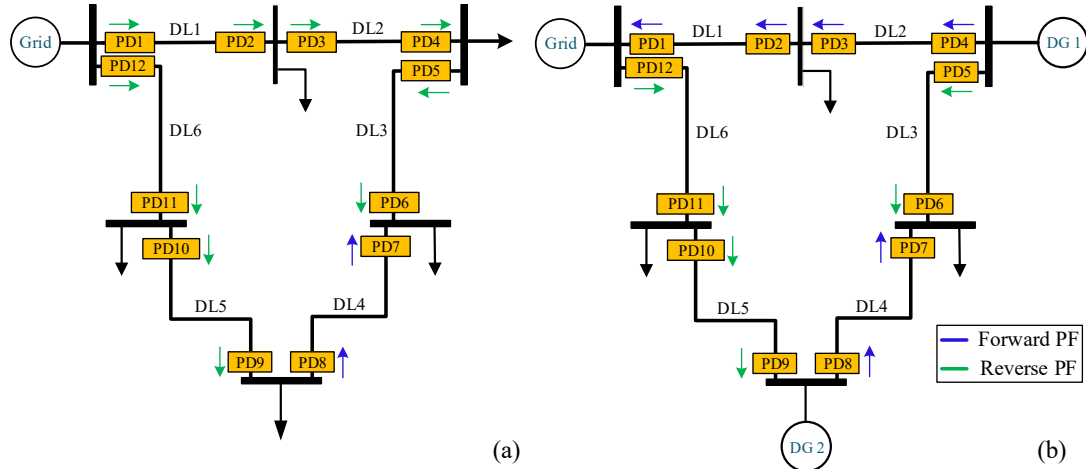 DL1
DL2
Grid
PD1
PD2
PD3
PD4
PD12
PD5
DL6
DL3
PD11
PD6
PD10
PD7
DL5
DL4
PD9
PD8
(a)
DL1
DL2
Grid
PD1
PD2
PD3
PD4
DG 1
PD12
PD5
DL6
DL3
PD11
PD6
PD10
PD7
DL5
DL4
PD9
PD8
DG 2
Forward PF
Reverse PF
(b)